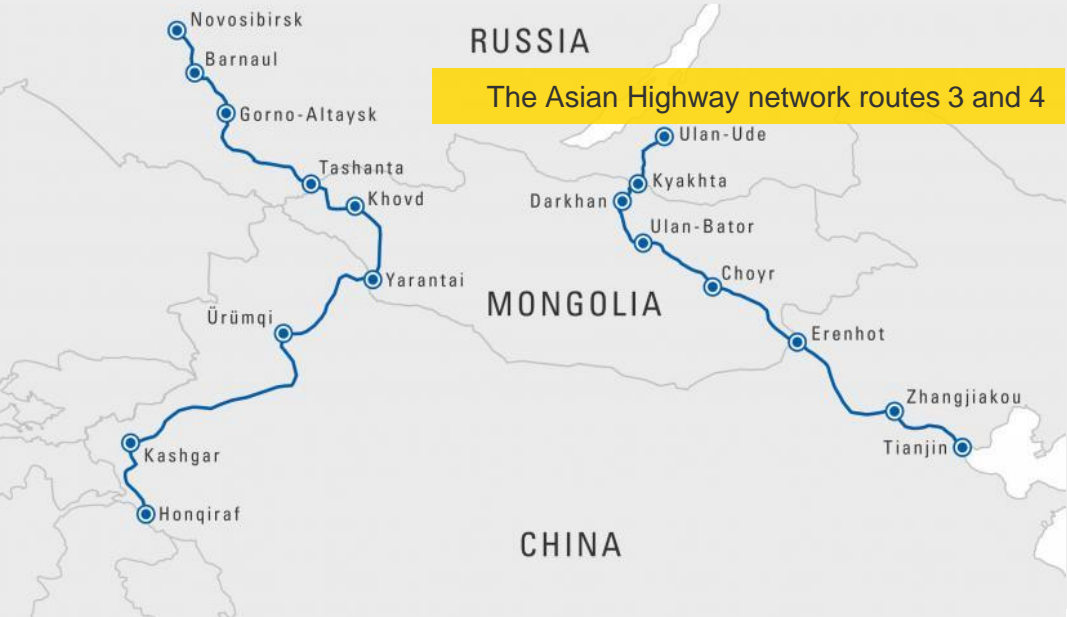 Novosibirsk
RUSSIA
Barnaul
The Asian Highway network routes 3 and 4
Gorno-Altaysk
Ulan-Ude
Tashanta
Kyakhta
Khovd
Darkhan
Ulan-Bator
Choyr
Yarantai
MONGOLIA
Ürümqi
Erenhot
Zhangjiakou
Tianjin
Kashgar
Honqiraf
CHINA